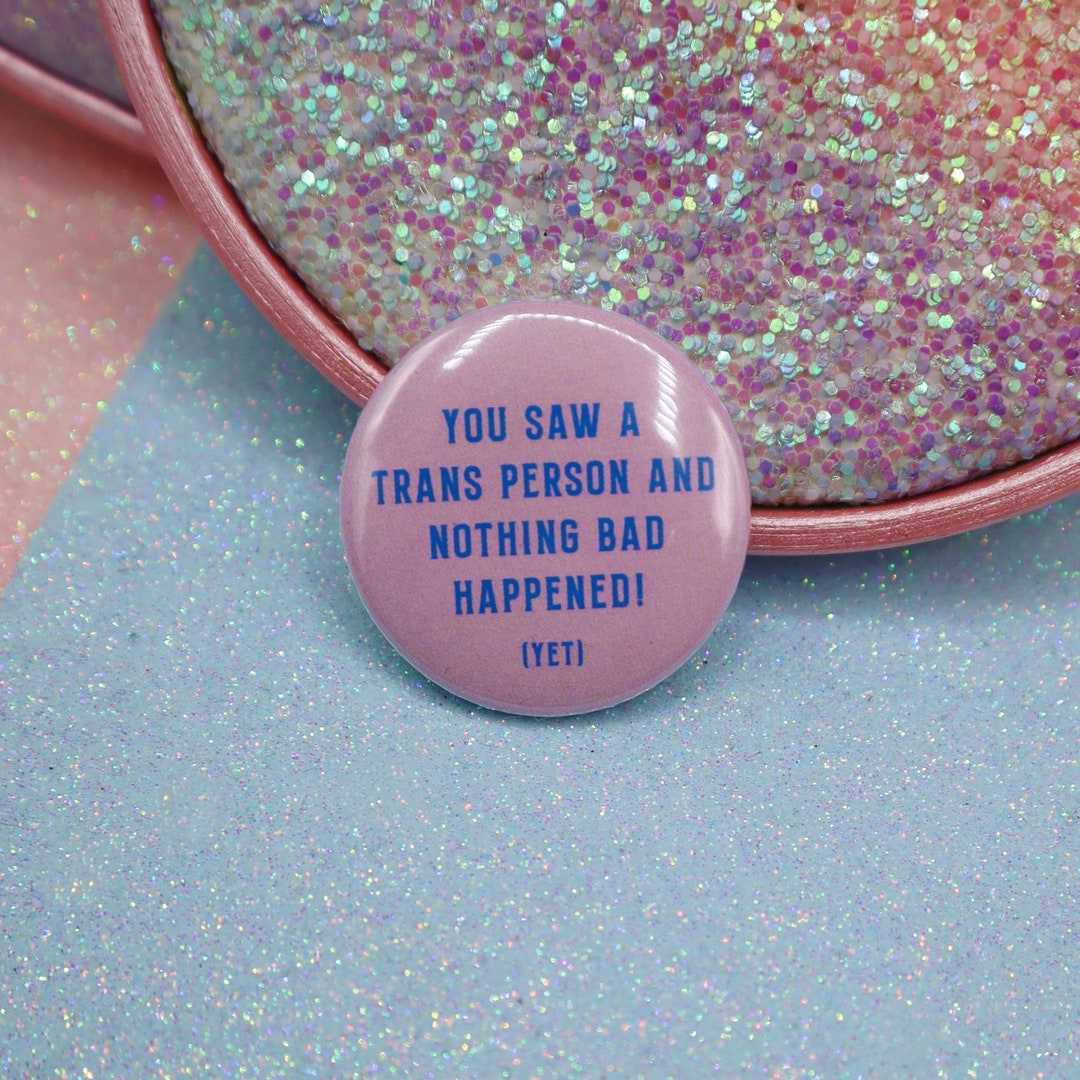 YOU SAW A
TRANS PERSON AND
NOTHING BAD
HAPPENED!
(YET)